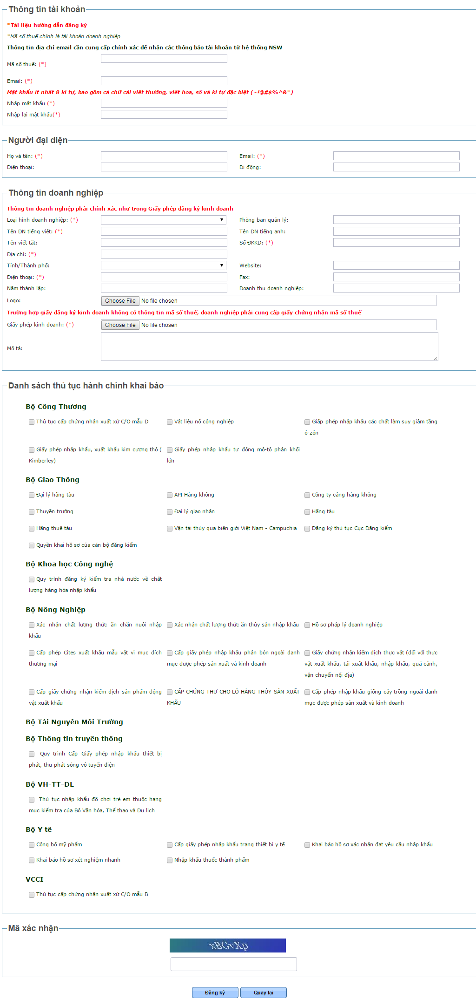 Thông tin tài khoản
*Tài liệu hướng dẫn đăng ký
*Mã số thuế chính là tài khoản doanh nghiệp
Thông tin địa chỉ email cần cung cấp chính xác để nhận các thông báo tài khoản từ hệ thống NSW
Mã số thuế: (*)
Email: (*)
Mật khẩu ít nhất 8 kí tự, bao gồm cả chữ cái viết thường, viết hoa, số và kí tự đặc biệt (~!@#$%^&*)
Nhập mật khẩu (*)
Nhập lại mật khẩu(*)
Người đại diện
Họ và tên: (*) Email: (*)
Điện thoại: Di động:
Thông tin doanh nghiệp
Thông tin doanh nghiệp phải chính xác như trong Giấy phép đăng ký kinh doanh
Loại hình doanh nghiệp: (*) Phòng ban quản lý:
Tên DN tiếng việt: (*) Tên DN tiếng anh:
Tên viết tắt: Số ĐKKD: (*)
Địa chỉ: (*)
Tỉnh/Thành phố: Website:
Điện thoại: (*) Fax:
Năm thành lập: Doanh thu doanh nghiệp:
Logo: Choose File No file chosen
Trường hợp giấy đăng ký kinh doanh không có thông tin mã số thuế, doanh nghiệp phải cung cấp giấy chứng nhận mã số thuế
Giấy phép kinh doanh: (*) Choose File No file chosen
Mô tả:
Danh sách thủ tục hành chính khai báo
Bộ Công Thương
Thủ tục cấp chứng nhận xuất xứ C/O mẫu D
Vật liệu nổ công nghiệp
Giấp phép nhập khẩu các chất làm suy giảm tầng
ô-zôn
Giấy phép nhập khẩu, xuất khẩu kim cương thô (
Kimberley)
Giấy phép nhập khẩu tự động mô-tô phân khối
lớn
Bộ Giao Thông
Đại lý hãng tàu
API Hàng không
Công ty cảng hàng không
Thuyền trưởng
Đại lý giao nhận
Hãng tàu
Hãng thuê tàu
Vận tải thủy qua biên giới Việt Nam - Campuchia
Đăng ký thủ tục Cục Đăng kiểm
Quyền khai hồ sơ của cán bộ đăng kiểm
Bộ Khoa học Công nghệ
Quy trình đăng ký kiểm tra nhà nước về chất
lượng hàng hóa nhập khẩu
Bộ Nông Nghiệp
Xác nhận chất lượng thức ăn chăn nuôi nhập
khẩu
Xác nhận chất lượng thức ăn thủy sản nhập khẩu
Hồ sơ pháp lý doanh nghiệp
Cấp phép Cites xuất khẩu mẫu vật vì mục đích
thương mại
Cấp giấy phép nhập khẩu phân bón ngoài danh
mục được phép sản xuất và kinh doanh
Giấy chứng nhận kiểm dịch thực vật (đối với thực
vật xuất khẩu, tái xuất khẩu, nhập khẩu, quá cảnh,
vận chuyển nội địa)
Cấp giấy chứng nhận kiểm dịch sản phẩm động
vật xuất khẩu
CẤP CHỨNG THƯ CHO LÔ HÀNG THỦY SẢN XUẤT
KHẨU
Cấp phép nhập khẩu giống cây trồng ngoài danh
mục được phép sản xuất và kinh doanh
Bộ Tài Nguyên Môi Trường
Bộ Thông tin truyền thông
Quy trình Cấp Giấy phép nhập khẩu thiết bị
phát, thu phát sóng vô tuyến điện
Bộ VH-TT-DL
Thủ tục nhập khẩu đồ chơi trẻ em thuộc hạng
mục kiểm tra của Bộ Văn hóa, Thể thao và Du lịch
Bộ Y tế
Công bố mỹ phẩm
Cấp giấy phép nhập khẩu trang thiết bị y tế
Khai báo hồ sơ xác nhận đạt yêu cầu nhập khẩu
Khai báo hồ sơ xét nghiệm nhanh
Nhập khẩu thuốc thành phẩm
VCCI
Thủ tục cấp chứng nhận xuất xứ C/O mẫu B
Mã xác nhận
xBGvXp
Đăng ký Quay lại